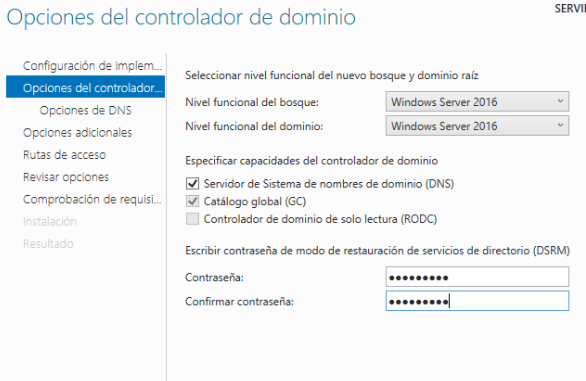 Opciones del controlador de dominio
Configuración de implem...
Opciones del controlador...
Opciones de DNS
Opciones adicionales
Rutas de acceso
Revisar opciones
Comprobación de requisi...
Instalación
Resultado
Seleccionar nivel funcional del nuevo bosque y dominio raíz
Nivel funcional del bosque: Windows Server 2016
Nivel funcional del dominio: Windows Server 2016
Especificar capacidades del controlador de dominio
Servidor de Sistema de nombres de dominio (DNS)
Catálogo global (GC)
Controlador de dominio de solo lectura (RODC)
Escribir contraseña de modo de restauración de servicios de directorio (DSRM)
Contraseña: ●●●●●●●●●
Confirmar contraseña: ●●●●●●●●●